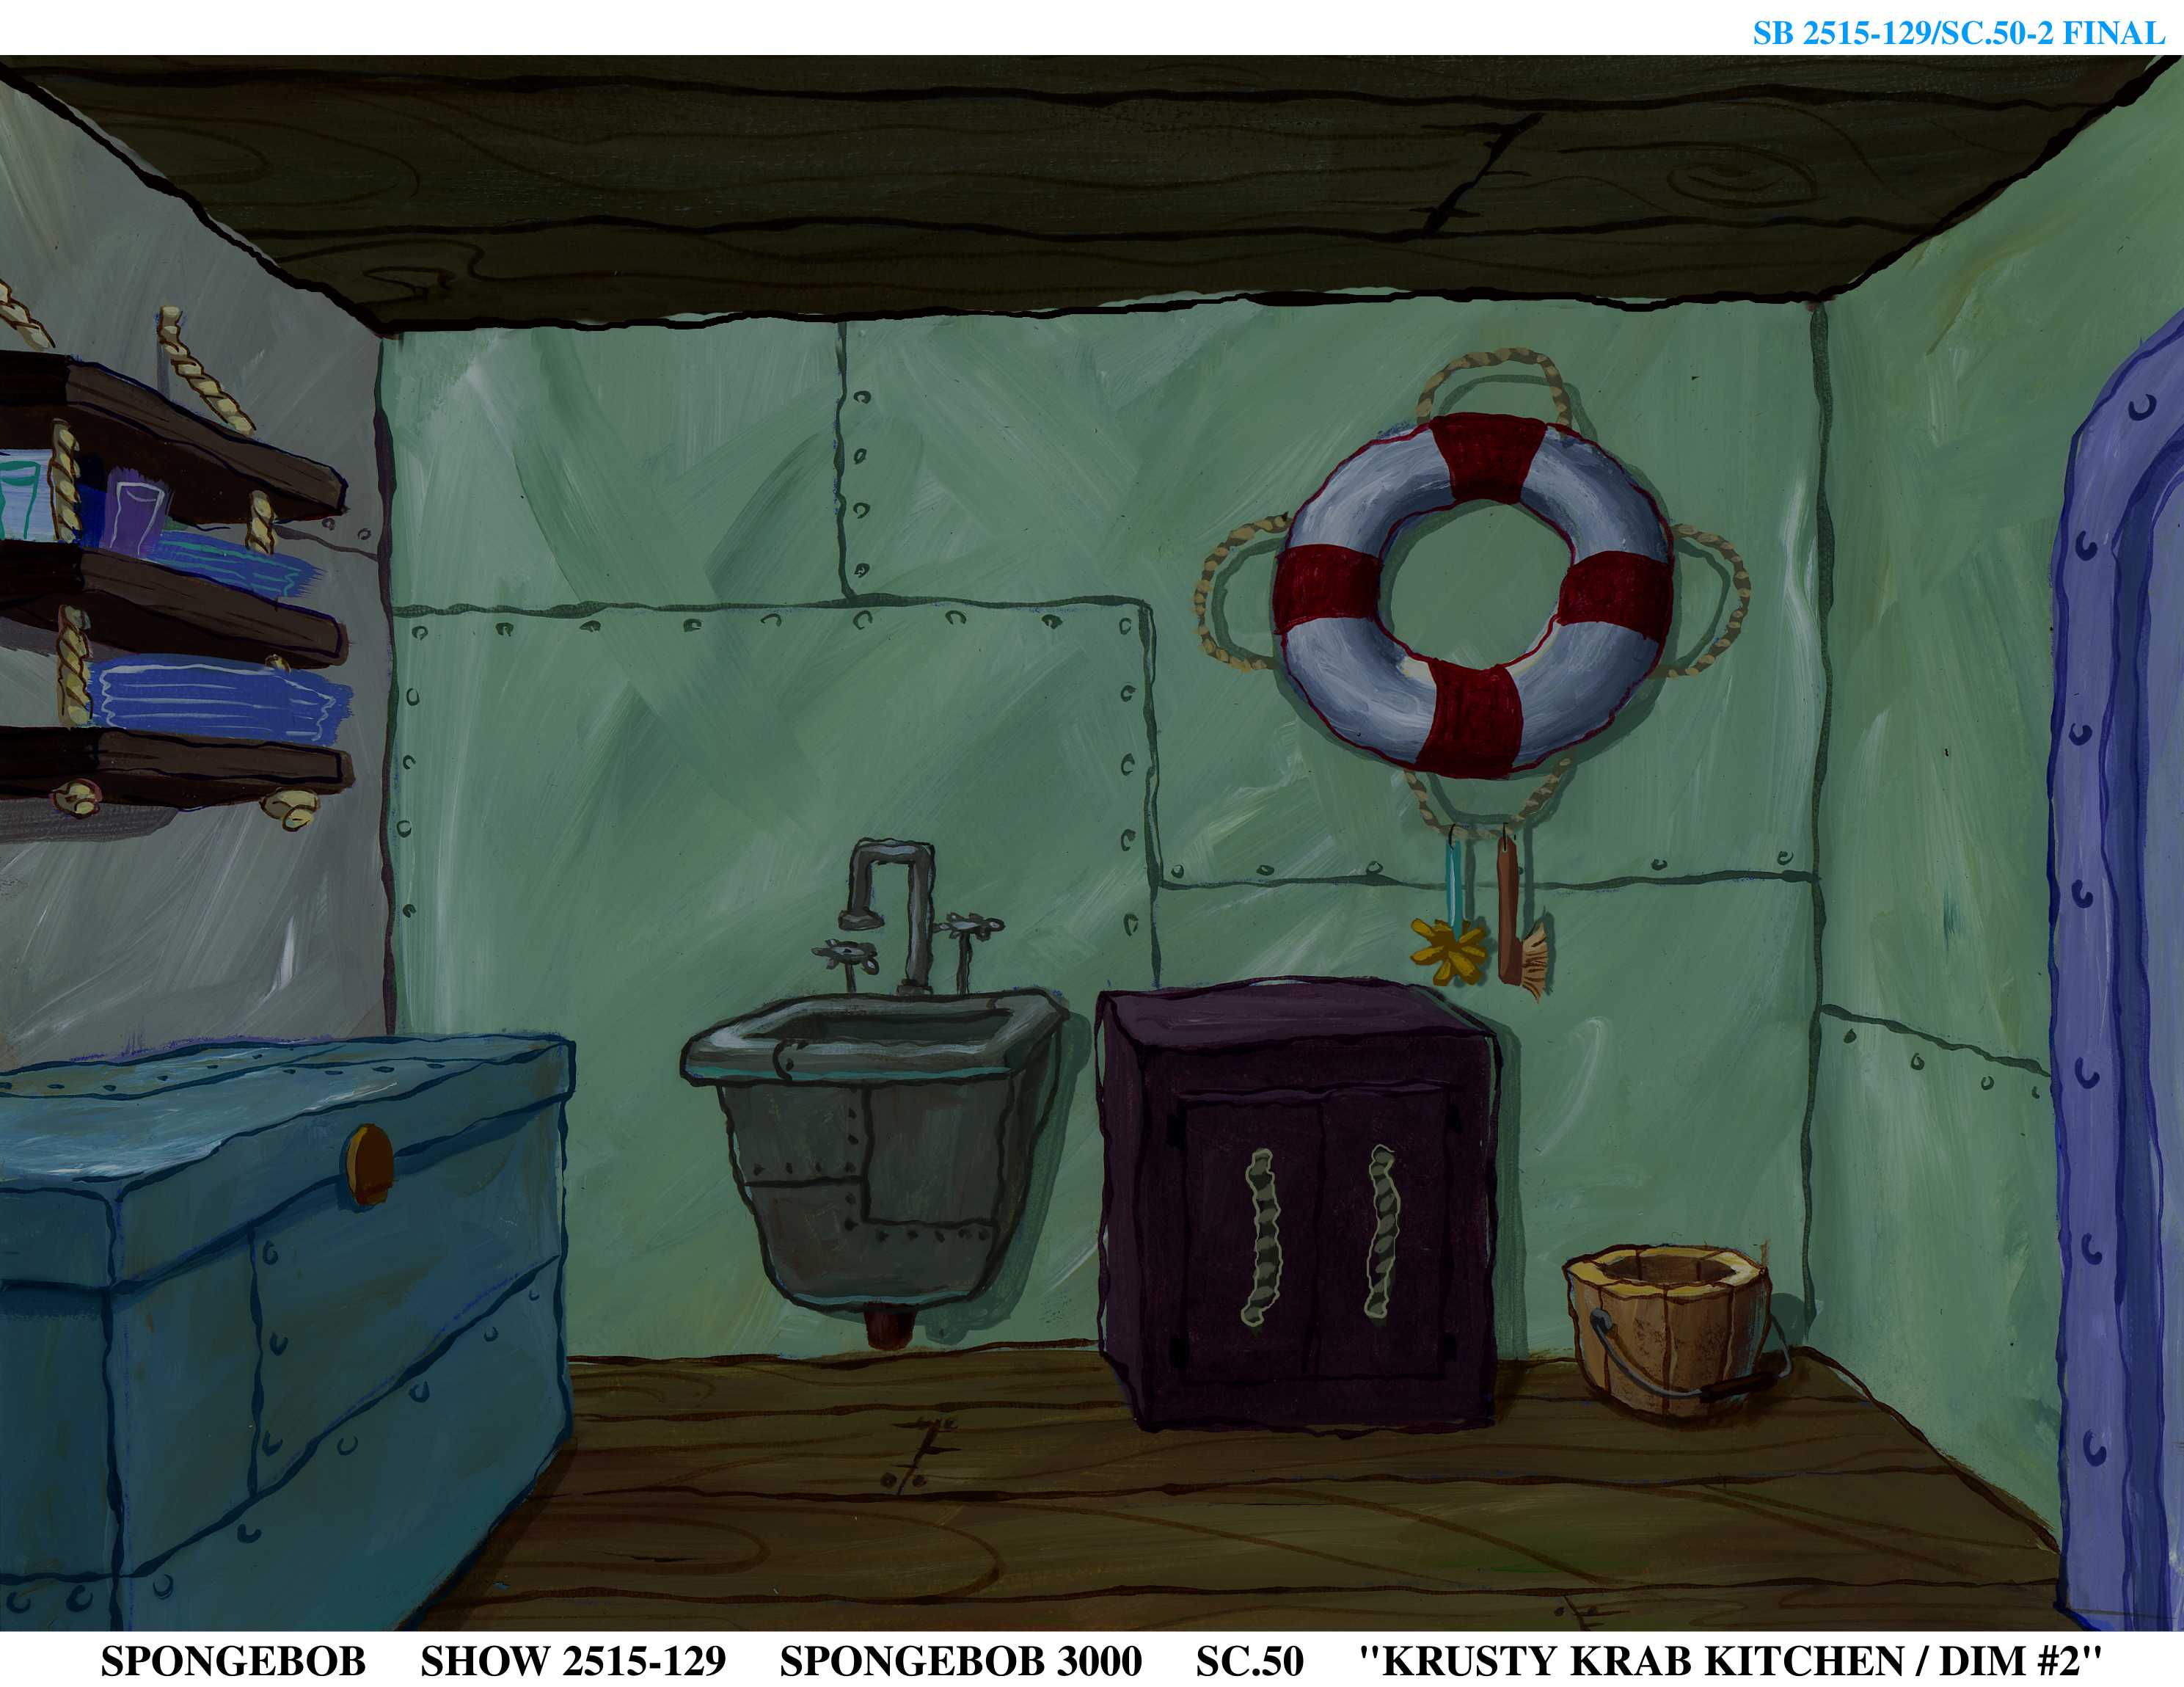 SB 2515-129/SC.50-2 FINAL
SPONGEBOB SHOW 2515-129 SPONGEBOB 3000 SC.50 "KRUSTY KRAB KITCHEN / DIM #2"